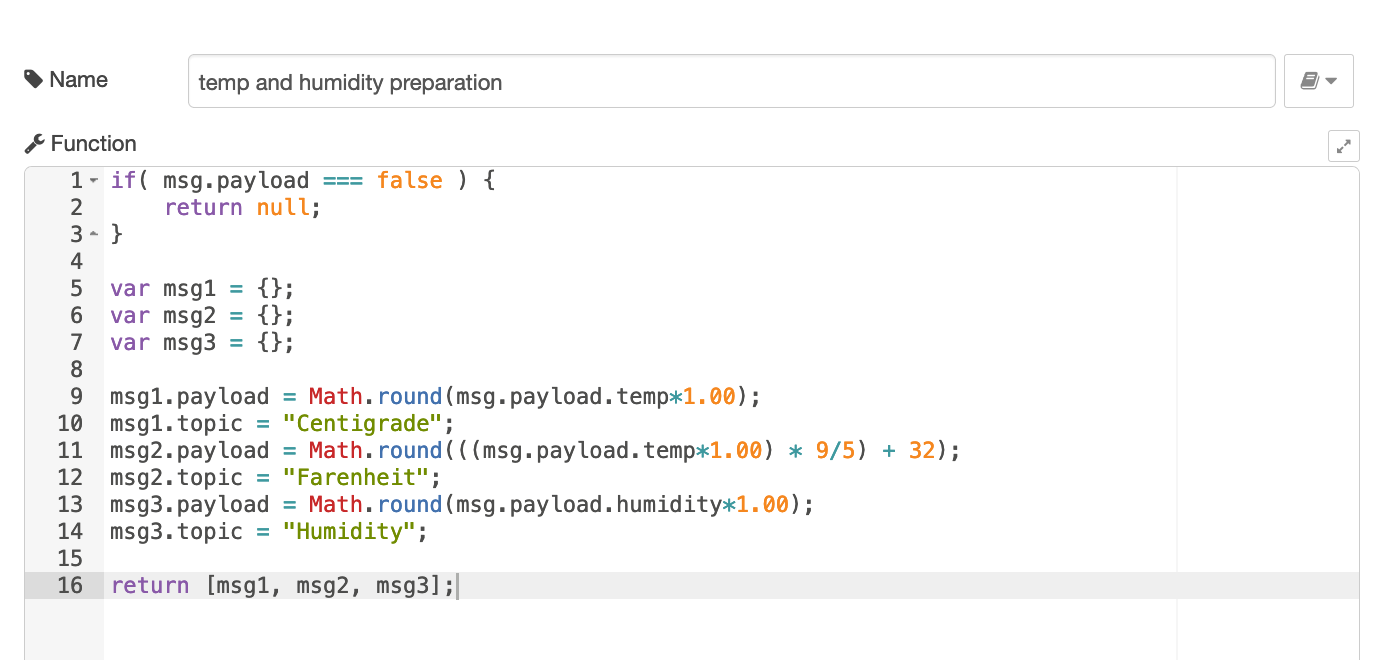 Name
temp and humidity preparation
Function
1 if( msg.payload === false ) {
2     return null;
3 }
4
5 var msg1 = {};
6 var msg2 = {};
7 var msg3 = {};
8
9 msg1.payload = Math.round(msg.payload.temp*1.00);
10 msg1.topic = "Centigrade";
11 msg2.payload = Math.round(((msg.payload.temp*1.00) * 9/5) + 32);
12 msg2.topic = "Farenheit";
13 msg3.payload = Math.round(msg.payload.humidity*1.00);
14 msg3.topic = "Humidity";
15
16 return [msg1, msg2, msg3];